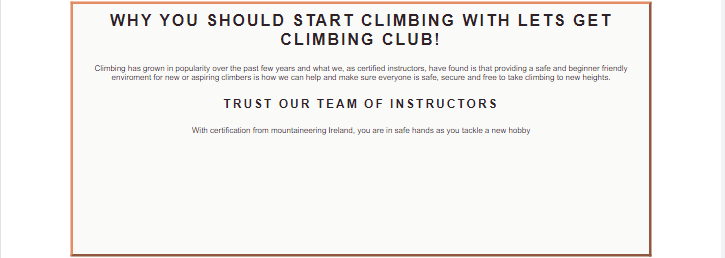 WHY YOU SHOULD START CLIMBING WITH LETS GET
CLIMBING CLUB!
Climbing has grown in popularity over the past few years and what we, as certified instructors, have found is that providing a safe and beginner friendly
enviroment for new or aspiring climbers is how we can help and make sure everyone is safe, secure and free to take climbing to new heights.
TRUST OUR TEAM OF INSTRUCTORS
With certification from mountaineering Ireland, you are in safe hands as you tackle a new hobby